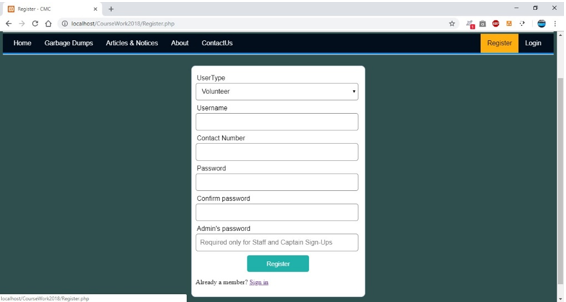 Register - CMC
localhost/CourseWork2018/Register.php
Home Garbage Dumps Articles & Notices About ContactUs Register Login
UserType
Volunteer
Username
Contact Number
Password
Confirm password
Admin's password
Required only for Staff and Captain Sign-Ups
Register
Already a member? Sign in
localhost/CourseWork2018/Register.php